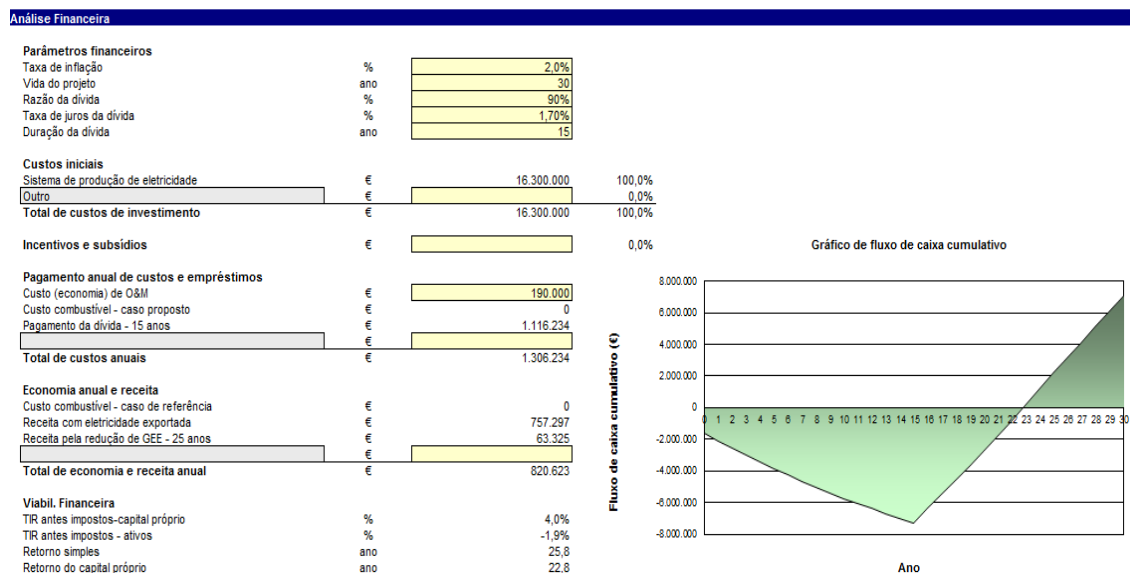 Análise Financeira
Parâmetros financeiros
Taxa de inflação % 2,0%
Vida do projeto ano 30
Razão da dívida % 90%
Taxa de juros da dívida % 1,70%
Duração da dívida ano 15
Custos iniciais
Sistema de produção de eletricidade € 16.300.000 100,0%
Outro € 0,0%
Total de custos de investimento € 16.300.000 100,0%
Incentivos e subsídios € 0,0%
Pagamento anual de custos e empréstimos
Custo (economia) de O&M € 190.000
Custo combustível - caso proposto € 0
Pagamento da dívida - 15 anos € 1.116.234
€
Total de custos anuais € 1.306.234
Economia anual e receita
Custo combustível - caso de referência € 0
Receita com eletricidade exportada € 757.297
Receita pela redução de GEE - 25 anos € 63.325
€
Total de economia e receita anual € 820.623
Viabil. Financeira
TIR antes impostos-capital próprio % 4,0%
TIR antes impostos - ativos % -1,9%
Retorno simples ano 25,8
Retorno do capital próprio ano 22,8
Gráfico de fluxo de caixa cumulativo
Fluxo de caixa cumulativo (€)
8.000.000
6.000.000
4.000.000
2.000.000
0
-2.000.000
-4.000.000
-6.000.000
-8.000.000
0 1 2 3 4 5 6 7 8 9 10 11 12 13 14 15 16 17 18 19 20 21 22 23 24 25 26 27 28 29 30
Ano